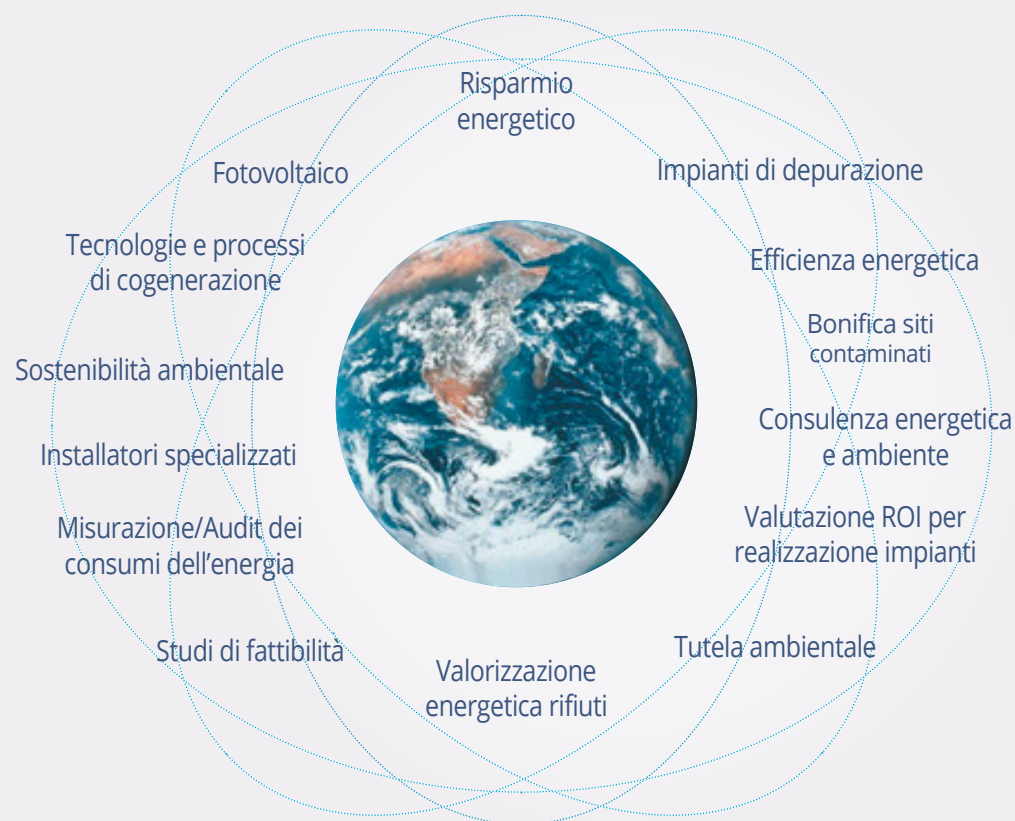 Risparmio
energetico
Fotovoltaico
Impianti di depurazione
Tecnologie e processi
di cogenerazione
Efficienza energetica
Bonifica siti
contaminati
Sostenibilità ambientale
Consulenza energetica
e ambiente
Installatori specializzati
Misurazione/Audit dei
consumi dell'energia
Valutazione ROI per
realizzazione impianti
Studi di fattibilità
Tutela ambientale
Valorizzazione
energetica rifiuti